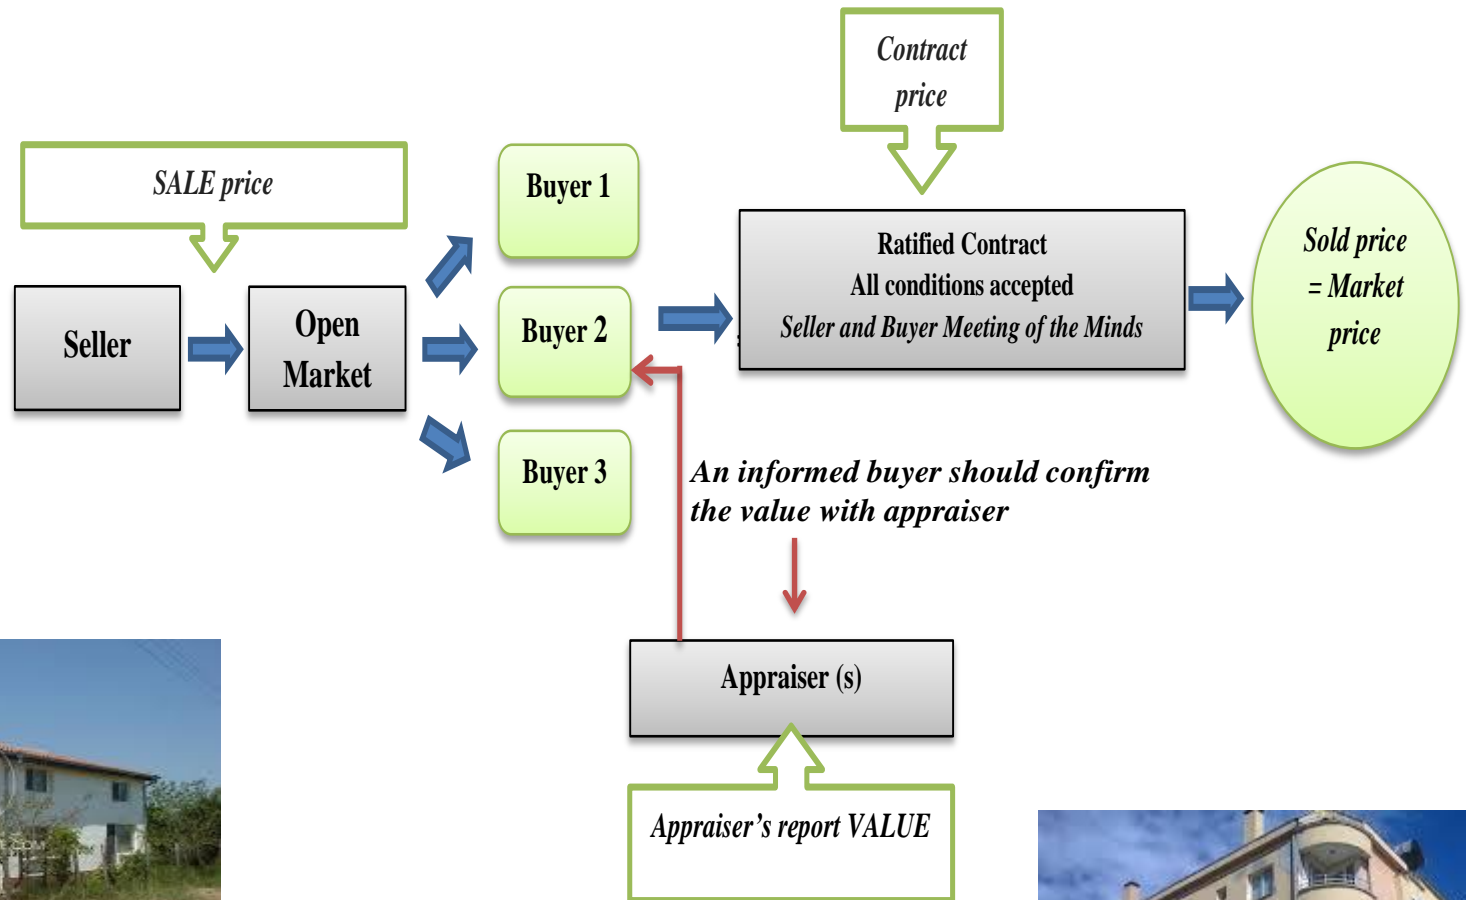 Contract
price
SALE price
Buyer 1
Ratified Contract
All conditions accepted
Seller and Buyer Meeting of the Minds
Sold price
= Market
price
Seller
Open
Market
Buyer 2
:
Buyer 3
An informed buyer should confirm
the value with appraiser
Appraiser (s)
Appraiser’s report VALUE